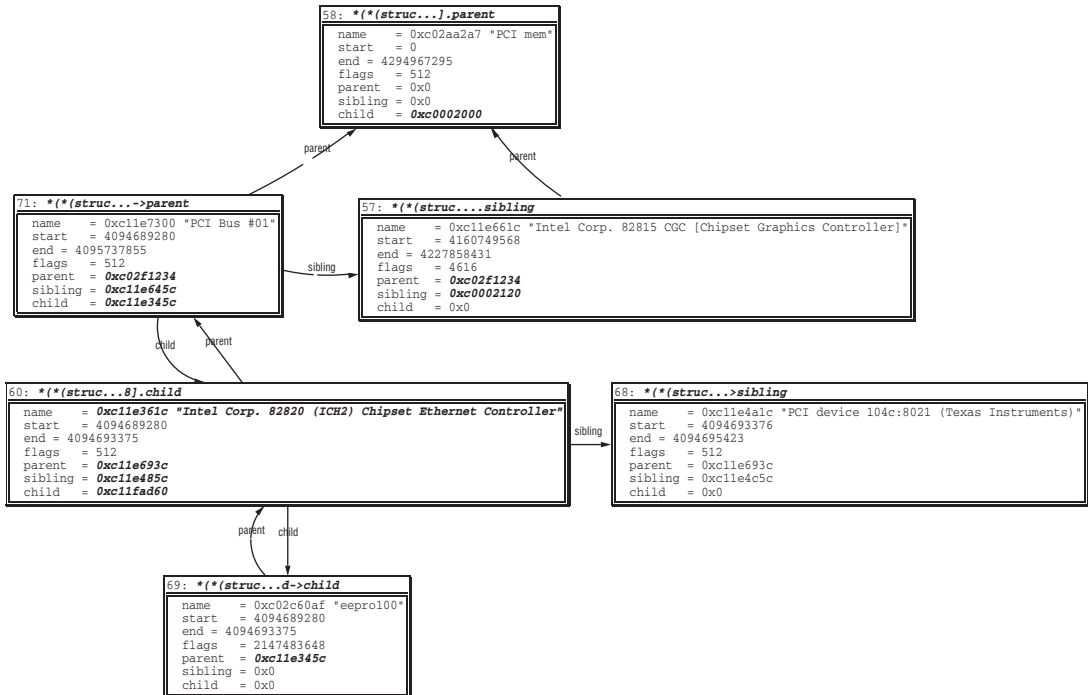 58: *(*(struc...].parent
name = 0xc02aa2a7 "PCI mem"
start = 0
end = 4294967295
flags = 512
parent = 0x0
sibling = 0x0
child = 0xc0002000
parent
parent
71: *(*(struc...->parent
name = 0xc11e7300 "PCI Bus #01"
start = 4094689280
end = 4095737855
flags = 512
parent = 0xc02f1234
sibling = 0xc11e645c
child = 0xc11e345c
sibling
57: *(*(struc....sibling
name = 0xc11e661c "Intel Corp. 82815 CGC [Chipset Graphics Controller]"
start = 4160749568
end = 4227858431
flags = 4616
parent = 0xc02f1234
sibling = 0xc0002120
child = 0x0
child
parent
60: *(*(struc...8].child
name = 0xc11e361c "Intel Corp. 82820 (ICH2) Chipset Ethernet Controller"
start = 4094689280
end = 4094693375
flags = 512
parent = 0xc11e693c
sibling = 0xc11e485c
child = 0xc11fad60
sibling
68: *(*(struc...>sibling
name = 0xc11e4a1c "PCI device 104c:8021 (Texas Instruments)"
start = 4094693376
end = 4094695423
flags = 512
parent = 0xc11e693c
sibling = 0xc11e4c5c
child = 0x0
parent
child
69: *(*(struc...d->child
name = 0xc02c60af "eepro100"
start = 4094689280
end = 4094693375
flags = 2147483648
parent = 0xc11e345c
sibling = 0x0
child = 0x0